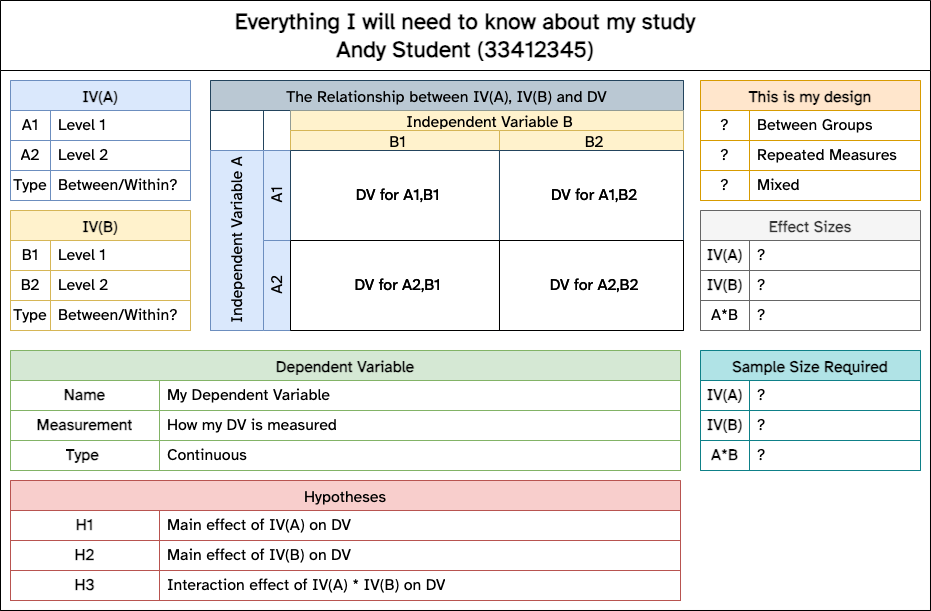 Everything I will need to know about my study
Andy Student (33412345)
IV(A)
A1 Level 1
A2 Level 2
Type Between/Within?
IV(B)
B1 Level 1
B2 Level 2
Type Between/Within?
The Relationship between IV(A), IV(B) and DV
Independent Variable B
B1 B2
Independent Variable A
A1
DV for A1,B1 DV for A1,B2
A2
DV for A2,B1 DV for A2,B2
This is my design
? Between Groups
? Repeated Measures
? Mixed
Effect Sizes
IV(A) ?
IV(B) ?
A*B ?
Dependent Variable
Name My Dependent Variable
Measurement How my DV is measured
Type Continuous
Sample Size Required
IV(A) ?
IV(B) ?
A*B ?
Hypotheses
H1 Main effect of IV(A) on DV
H2 Main effect of IV(B) on DV
H3 Interaction effect of IV(A) * IV(B) on DV